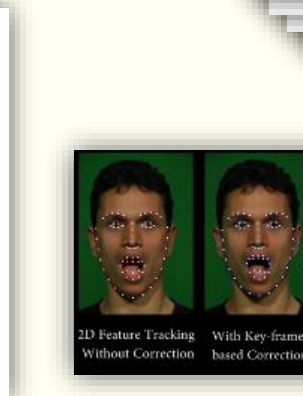 2D Feature Tracking
Without Correction
With Key-frame
based Correction